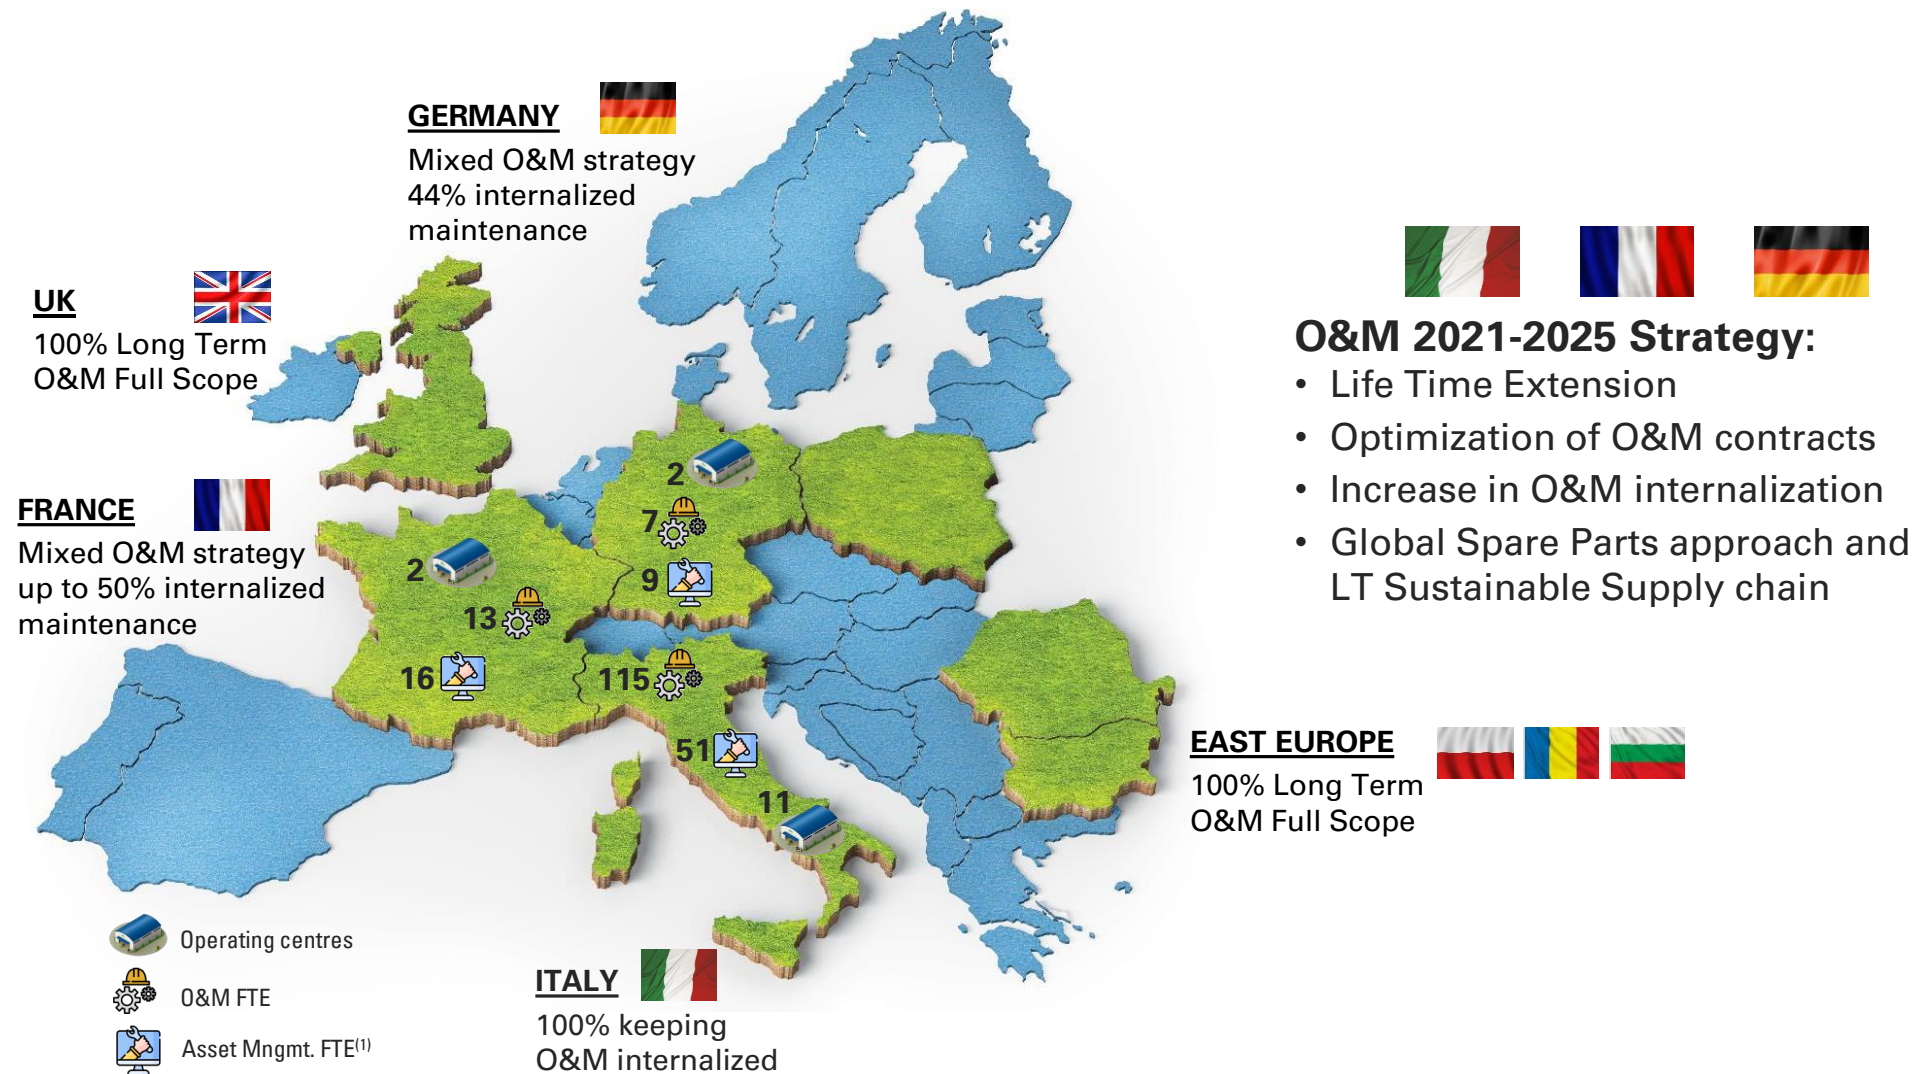 GERMANY
Mixed O&M strategy
44% internalized
maintenance
UK
100% Long Term
O&M Full Scope
FRANCE
Mixed O&M strategy
up to 50% internalized
maintenance
2
7
9
2
13
16
115
51
11
O&M 2021-2025 Strategy:
• Life Time Extension
• Optimization of O&M contracts
• Increase in O&M internalization
• Global Spare Parts approach and
LT Sustainable Supply chain
EAST EUROPE
100% Long Term
O&M Full Scope
Operating centres
O&M FTE
Asset Mngmt. FTE(1)
ITALY
100% keeping
O&M internalized